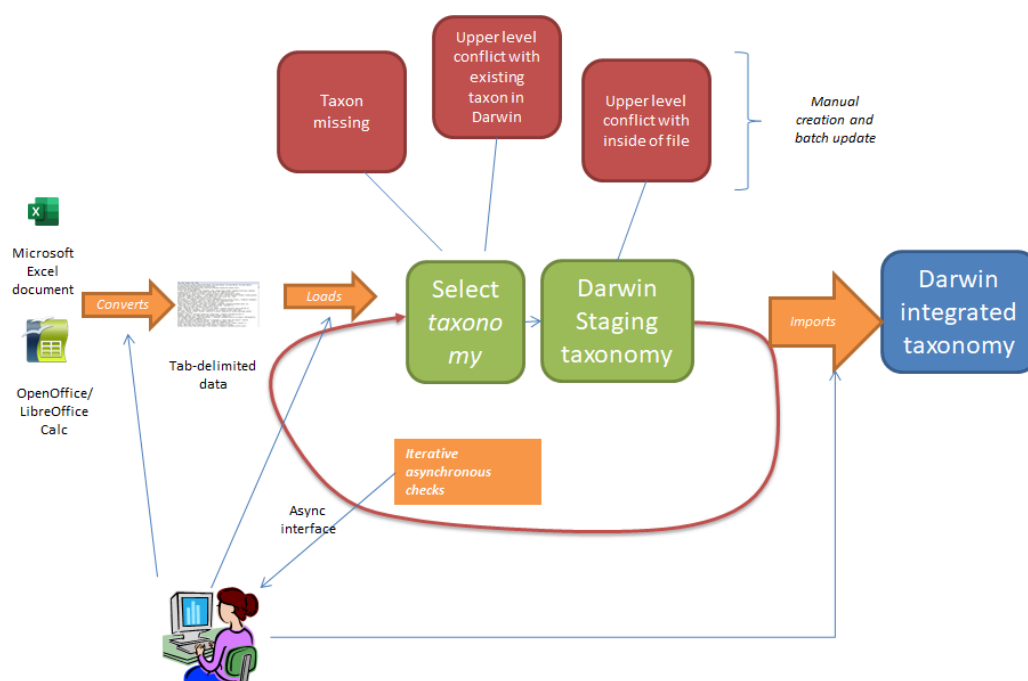 Taxon
missing
Upper level
conflict with
existing
taxon in
Darwin
Upper level
conflict with
inside of file
Manual
creation and
batch update
X
Microsoft
Excel
document
OpenOffice/
LibreOffice
Calc
Converts
Tab-delimited
data
Loads
Select
taxono
my
Darwin
Staging
taxonomy
Imports
Darwin
integrated
taxonomy
Iterative
asynchronous
checks
Async
interface